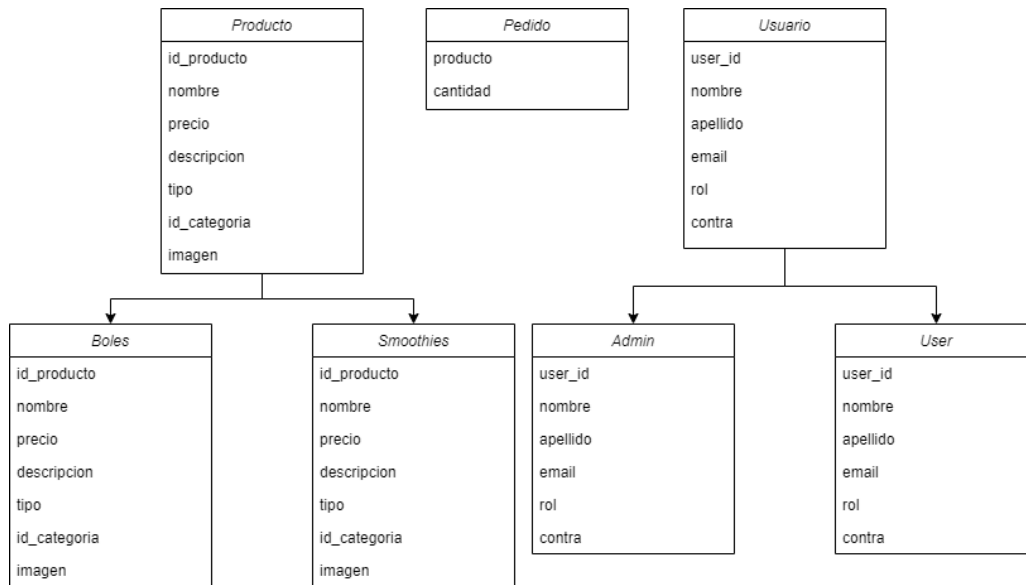 Producto
id_producto
nombre
precio
descripcion
tipo
id_categoria
imagen
Pedido
producto
cantidad
Usuario
user_id
nombre
apellido
email
rol
contra
Boles
id_producto
nombre
precio
descripcion
tipo
id_categoria
imagen
Smoothies
id_producto
nombre
precio
descripcion
tipo
id_categoria
imagen
Admin
user_id
nombre
apellido
email
rol
contra
User
user_id
nombre
apellido
email
rol
contra